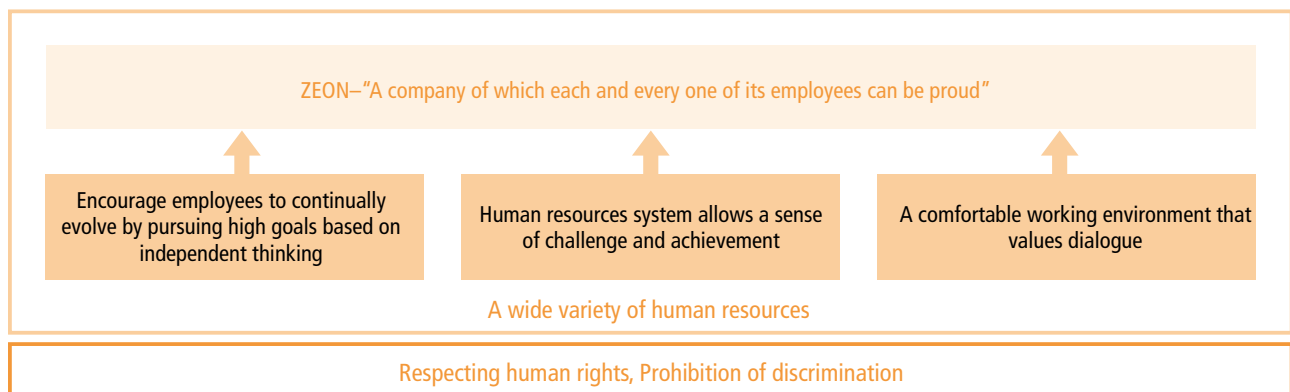 ZEON–“A company of which each and every one of its employees can be proud”
Encourage employees to continually
evolve by pursuing high goals based on
independent thinking
Human resources system allows a sense
of challenge and achievement
A comfortable working environment that
values dialogue
A wide variety of human resources
Respecting human rights, Prohibition of discrimination